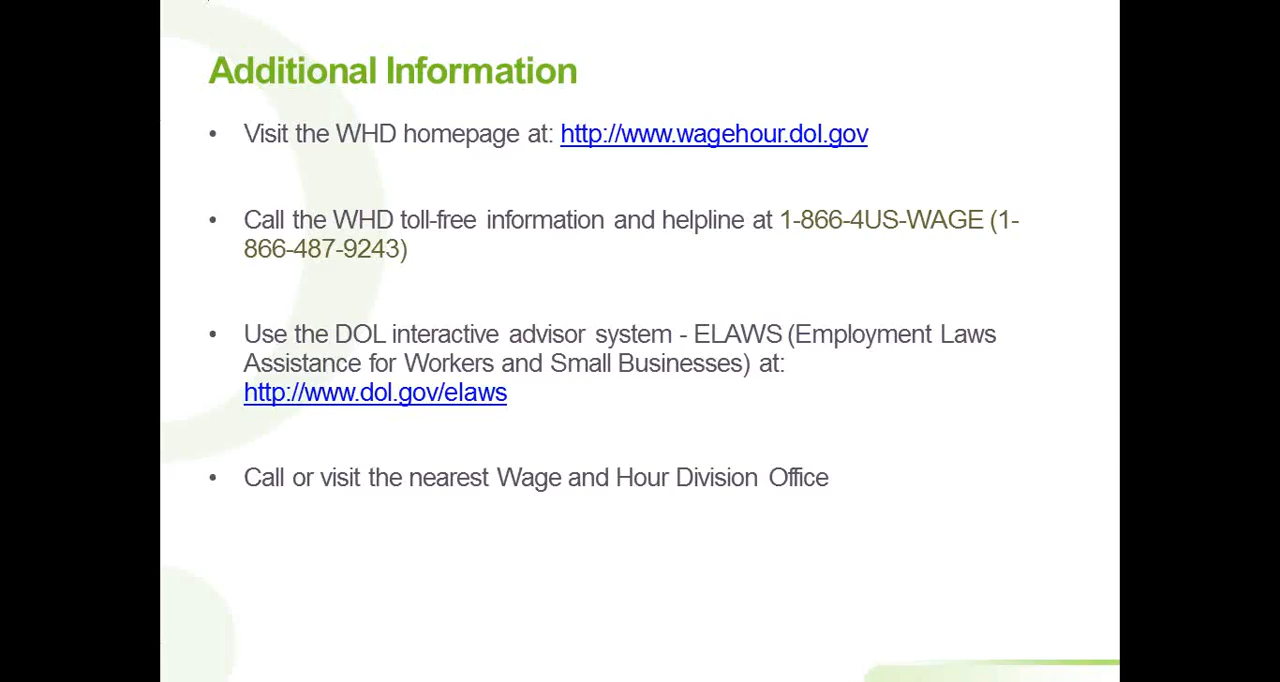 Additional Information
• Visit the WHD homepage at: http://www.wagehour.dol.gov
• Call the WHD toll-free information and helpline at 1-866-4US-WAGE (1-
866-487-9243)
• Use the DOL interactive advisor system - ELAWS (Employment Laws
Assistance for Workers and Small Businesses) at:
http://www.dol.gov/elaws
• Call or visit the nearest Wage and Hour Division Office